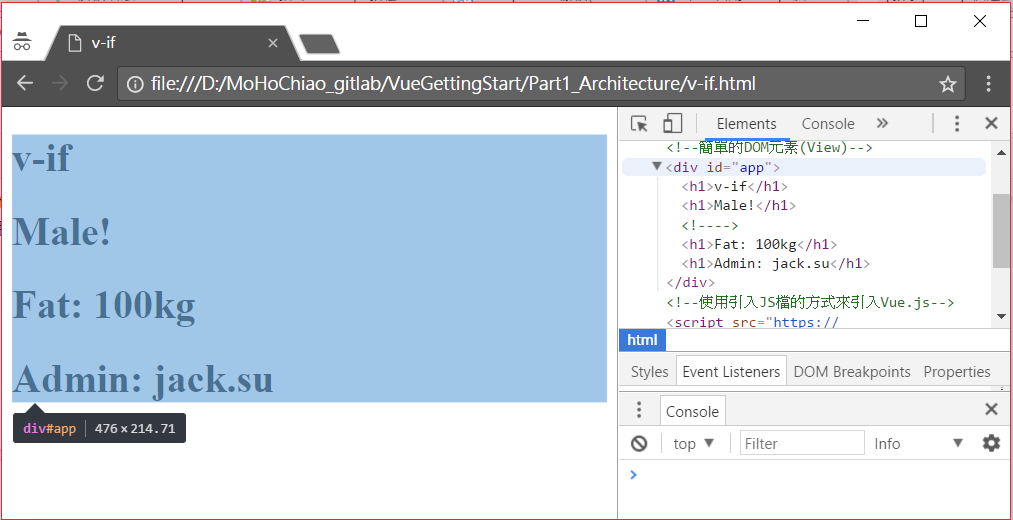 v-if
file:///D:/MoHoChiao_gitlab/VueGettingStart/Part1_Architecture/v-if.html
v-if
Male!
Fat: 100kg
Admin: jack.su
div#app 476 × 214.71
Elements Console
<!--簡單的DOM元素(View)-->
<div id="app">
<h1>v-if</h1>
<h1>Male!</h1>
<!---->
<h1>Fat: 100kg</h1>
<h1>Admin: jack.su</h1>
</div>
<!--使用引入JS檔的方式來引入Vue.js-->
<script src="https://
html
Styles Event Listeners DOM Breakpoints Properties
Console
top Filter Info